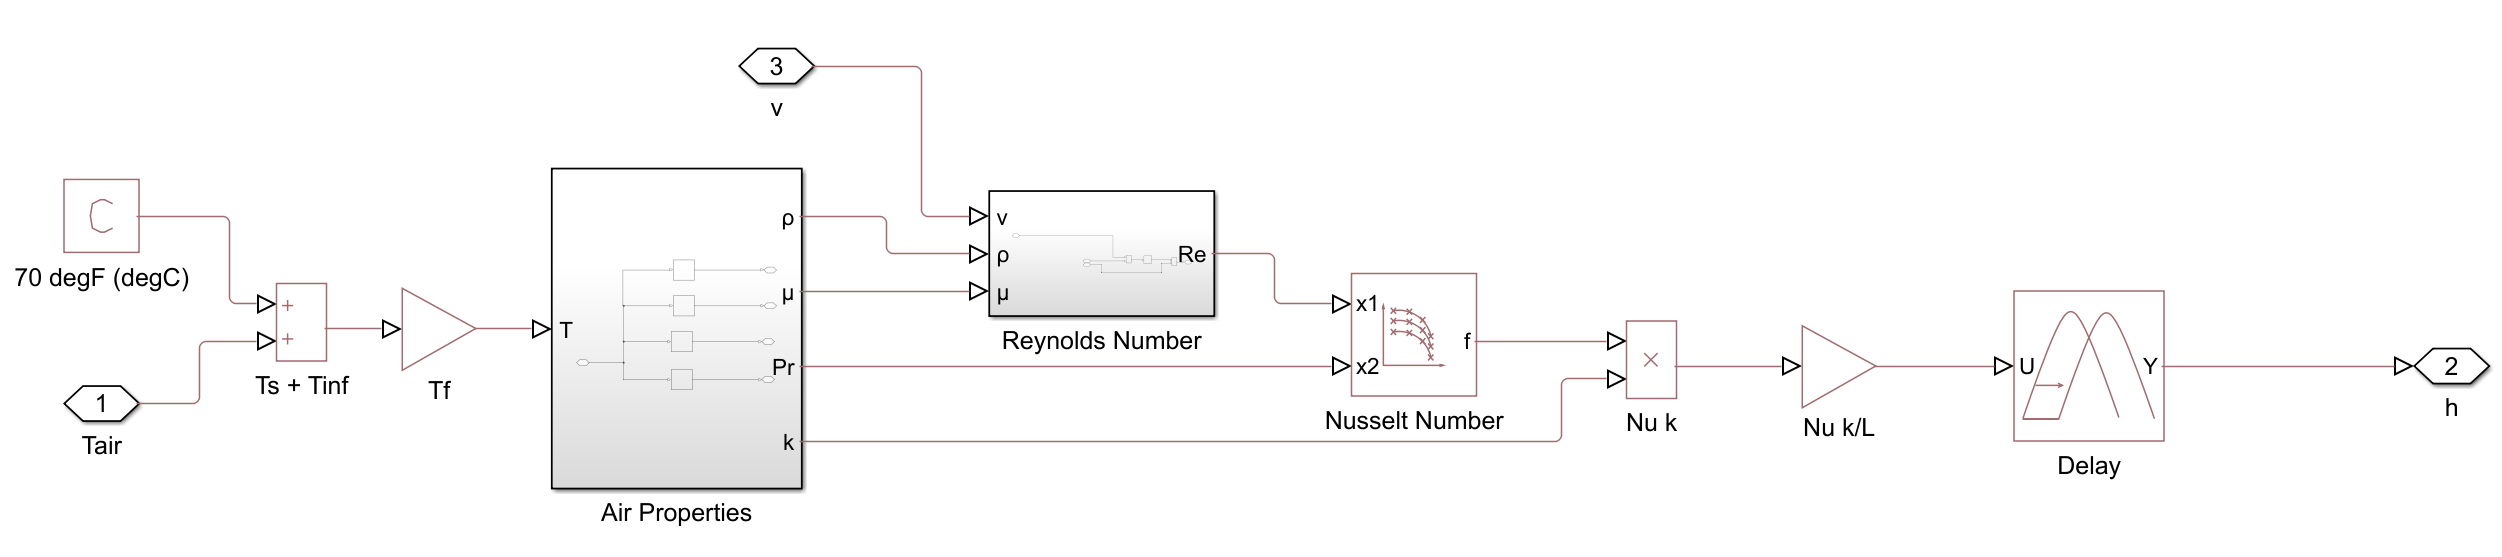 3
v
C
70 degF (degC)
+
+
Ts + Tinf
1
Tair
Tf
T
ρ
μ
Pr
k
Air Properties
v
ρ
μ
Re
Reynolds Number
x1
x2
f
Nusselt Number
×
Nu k
Nu k/L
U
Y
Delay
2
h